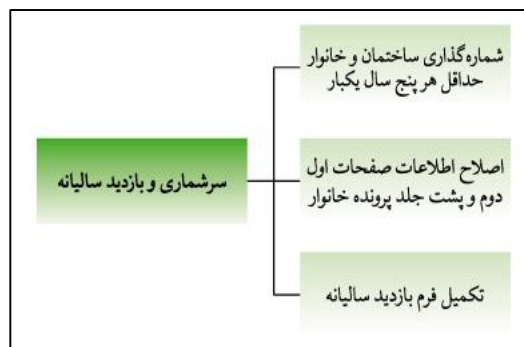 شماره‌گذاری ساختمان و خانوار
حداقل هر پنج سال یکبار
سرشماری و بازدید سالیانه
اصلاح اطلاعات صفحات اول
دوم و پشت جلد پرونده خانوار
تکمیل فرم بازدید سالیانه